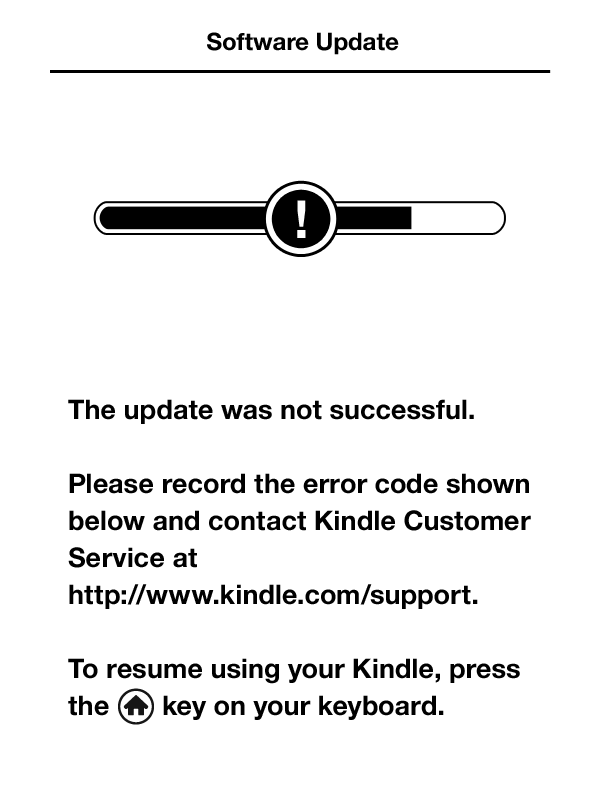 Software Update
!
The update was not successful.
Please record the error code shown
below and contact Kindle Customer
Service at
http://www.kindle.com/support.
To resume using your Kindle, press
the key on your keyboard.